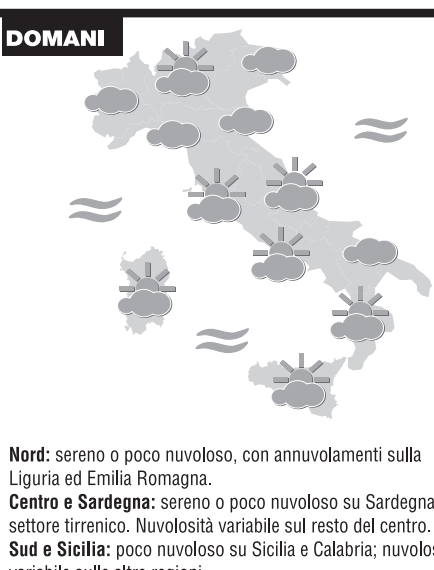 DOMANI
Nord: sereno o poco nuvoloso, con annuvolamenti sulla
Liguria ed Emilia Romagna.
Centro e Sardegna: sereno o poco nuvoloso su Sardegna
settore tirrenico. Nuvolosità variabile sul resto del centro.
Sud e Sicilia: poco nuvoloso su Sicilia e Calabria;